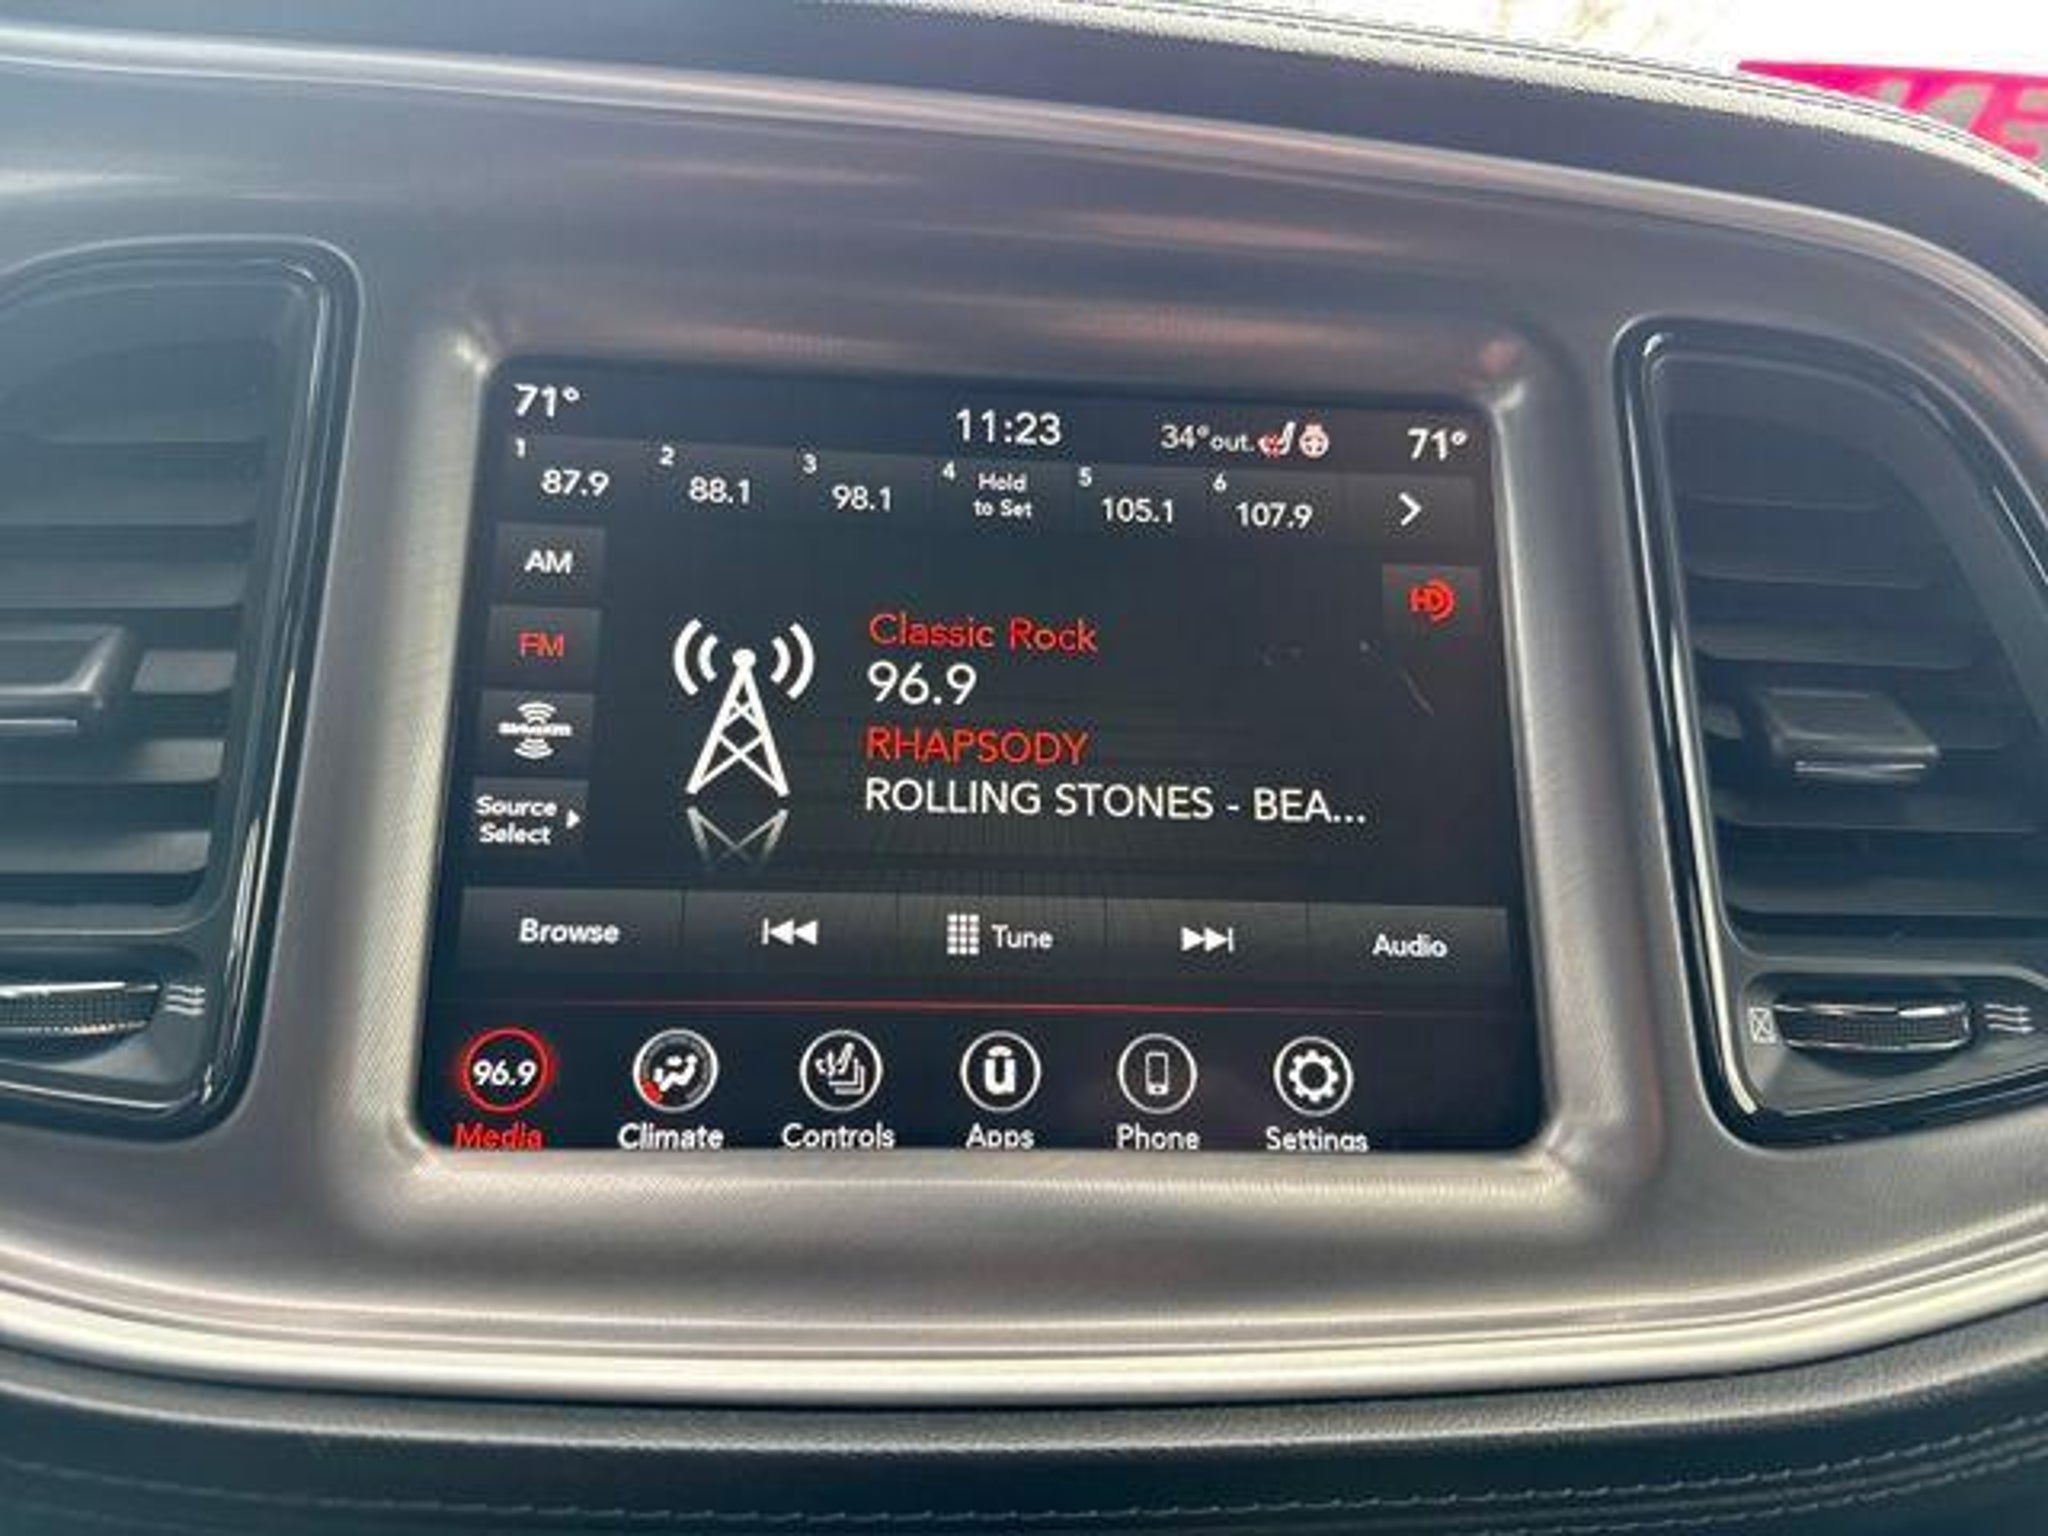 71°
11:23
34°out.
71°
1 87.9
2 88.1
3 98.1
4 Hold
to Set
5 105.1
6 107.9
AM
FM
siriusxm
Source
Select
HD
Classic Rock
96.9
RHAPSODY
ROLLING STONES - BEA...
Browse
Tune
Audio
96.9
Media
Climate
Controls
Apps
Phone
Settings